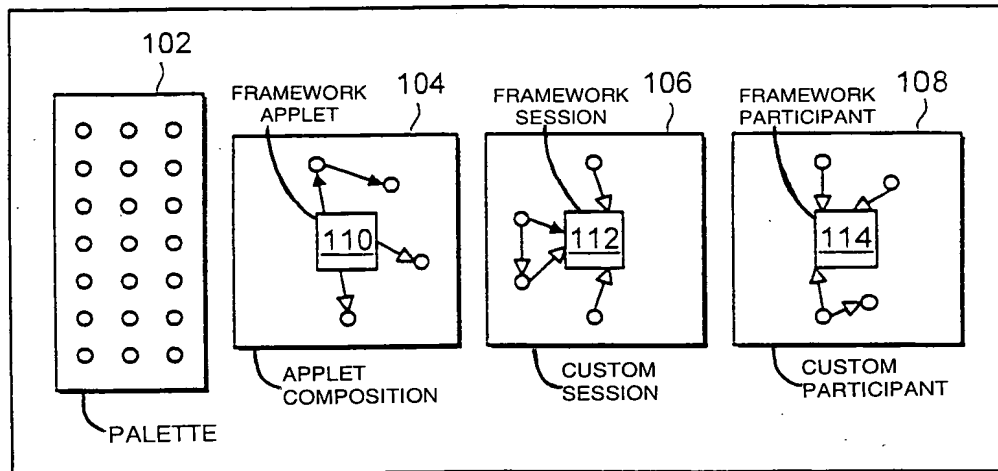 102
104
106
108
FRAMEWORK
APPLET
FRAMEWORK
SESSION
FRAMEWORK
PARTICIPANT
110
112
114
APPLET
COMPOSITION
CUSTOM
SESSION
CUSTOM
PARTICIPANT
PALETTE